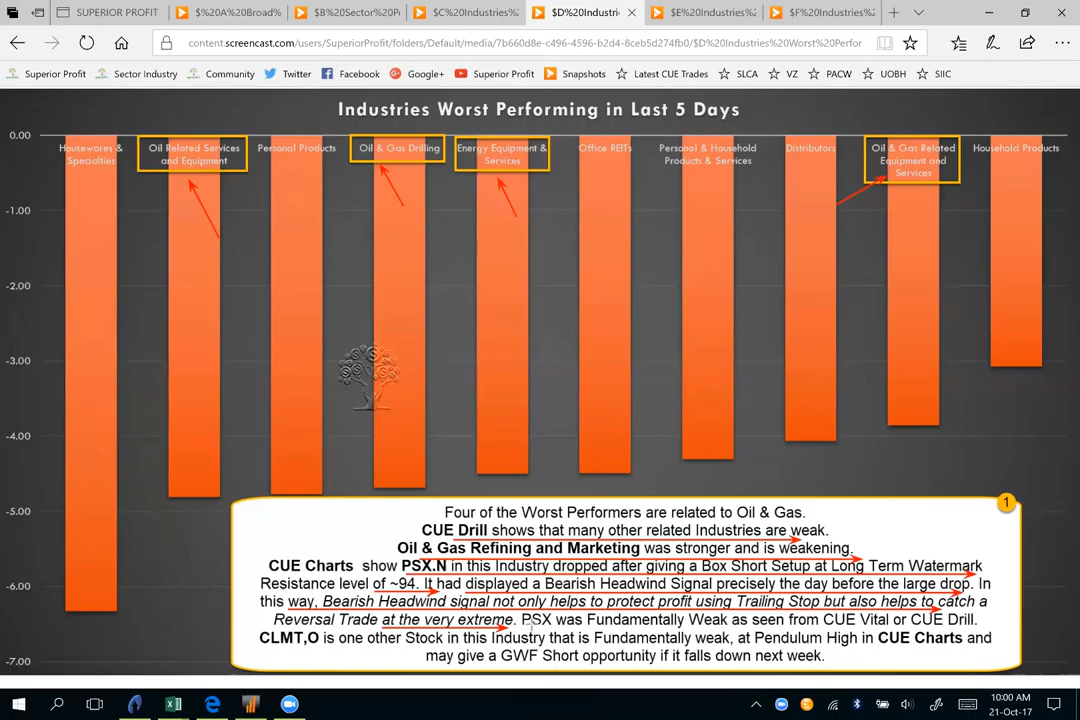 SUPERIOR PROFIT
$%20A%20Broad%
$B%20Sector%20Pe
$C%20Industries%
$D%20Industri
$E%20Industries%2
$F%20Industries%2
content.screencast.com/users/SuperiorProfit/folders/Default/media/7b660d8e-c496-4596-b2d4-8ceb5d274fb0/$D%20Industries%20Worst%20Perfor
Superior Profit
Sector Industry
Community
Twitter
Facebook
Google+
Superior Profit
Snapshots
Latest CUE Trades
SLCA
VZ
PACW
UOBH
SIIC
Industries Worst Performing in Last 5 Days
0.00
-1.00
-2.00
-3.00
-4.00
-5.00
-6.00
-7.00
Housewares &
Specialties
Oil Related Services
and Equipment
Personal Products
Oil & Gas Drilling
Energy Equipment &
Services
Office REITs
Personal & Household
Products & Services
Distributors
Oil & Gas Related
Equipment and
Services
Household Products
1
Four of the Worst Performers are related to Oil & Gas.
CUE Drill shows that many other related Industries are weak.
Oil & Gas Refining and Marketing was stronger and is weakening.
CUE Charts show PSX.N in this Industry dropped after giving a Box Short Setup at Long Term Watermark
Resistance level of ~94. It had displayed a Bearish Headwind Signal precisely the day before the large drop. In
this way, Bearish Headwind signal not only helps to protect profit using Trailing Stop but also helps to catch a
Reversal Trade at the very extreme. PSX was Fundamentally Weak as seen from CUE Vital or CUE Drill.
CLMT,O is one other Stock in this Industry that is Fundamentally weak, at Pendulum High in CUE Charts and
may give a GWF Short opportunity if it falls down next week.
10:00 AM
21-Oct-17